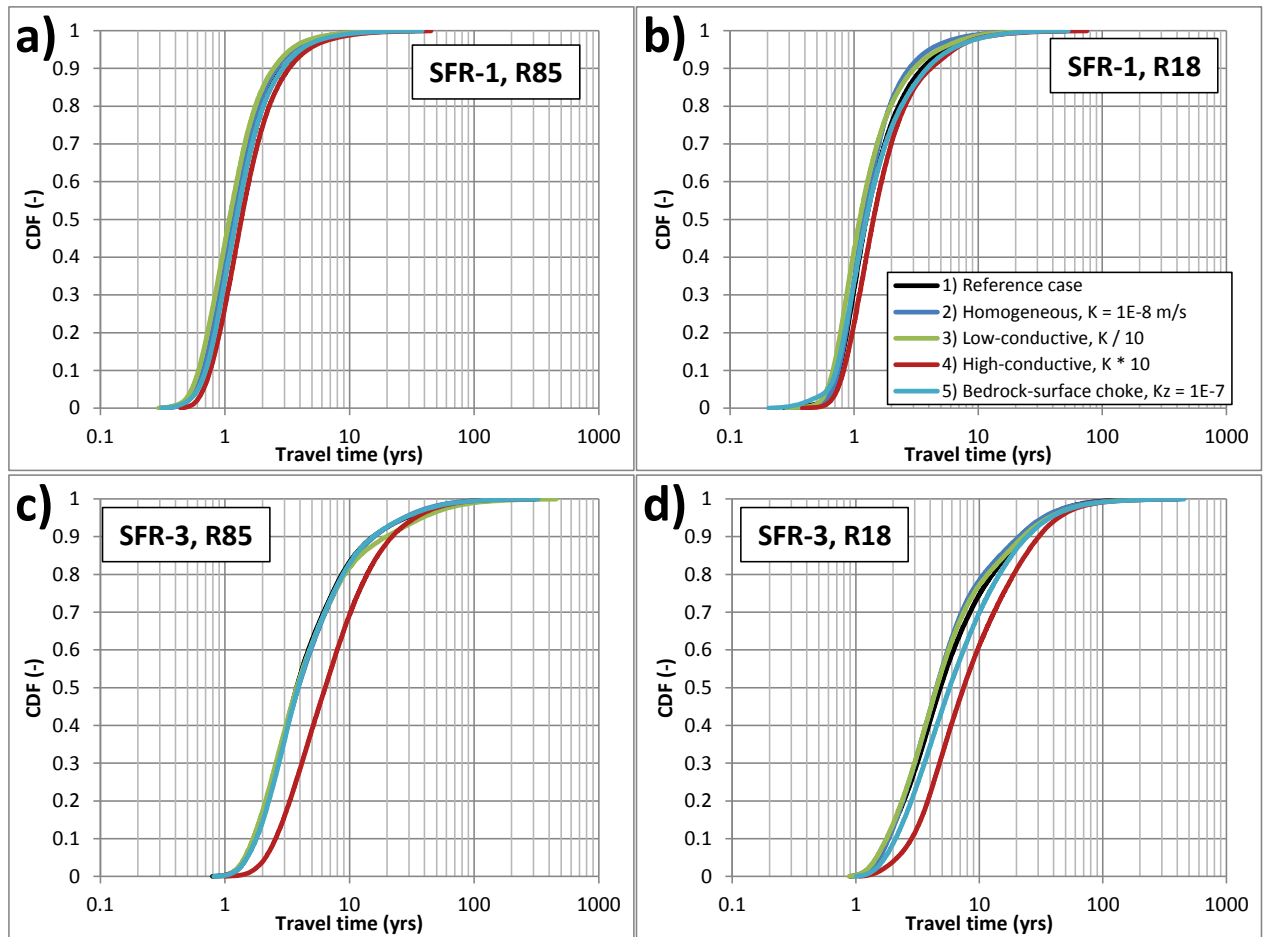 a)
SFR-1, R85
CDF (-)
1
0.9
0.8
0.7
0.6
0.5
0.4
0.3
0.2
0.1
0
0.1 1 10 100 1000
Travel time (yrs)
b)
SFR-1, R18
CDF (-)
1
0.9
0.8
0.7
0.6
0.5
0.4
0.3
0.2
0.1
0
1) Reference case
2) Homogeneous, K = 1E-8 m/s
3) Low-conductive, K / 10
4) High-conductive, K * 10
5) Bedrock-surface choke, Kz = 1E-7
0.1 1 10 100 1000
Travel time (yrs)
c)
SFR-3, R85
CDF (-)
1
0.9
0.8
0.7
0.6
0.5
0.4
0.3
0.2
0.1
0
0.1 1 10 100 1000
Travel time (yrs)
d)
SFR-3, R18
CDF (-)
1
0.9
0.8
0.7
0.6
0.5
0.4
0.3
0.2
0.1
0
0.1 1 10 100 1000
Travel time (yrs)